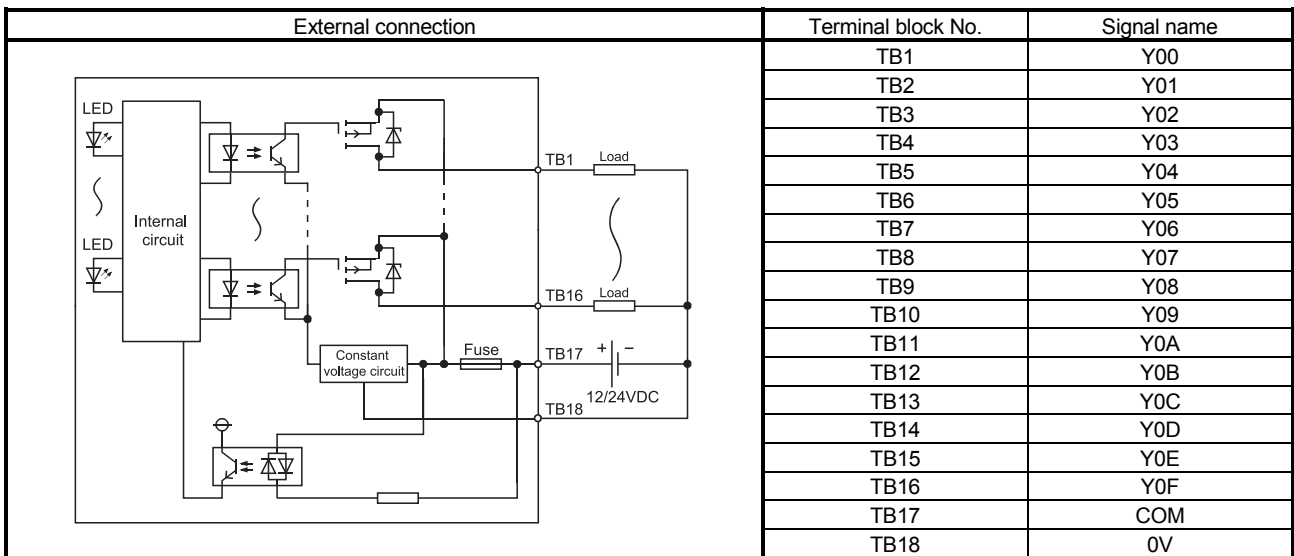 External connection
Terminal block No.
Signal name
LED
LED
Internal
circuit
Constant
voltage circuit
Fuse
TB1
Load
TB16
Load
TB17
+
−
12/24VDC
TB18
TB1 Y00
TB2 Y01
TB3 Y02
TB4 Y03
TB5 Y04
TB6 Y05
TB7 Y06
TB8 Y07
TB9 Y08
TB10 Y09
TB11 Y0A
TB12 Y0B
TB13 Y0C
TB14 Y0D
TB15 Y0E
TB16 Y0F
TB17 COM
TB18 0V